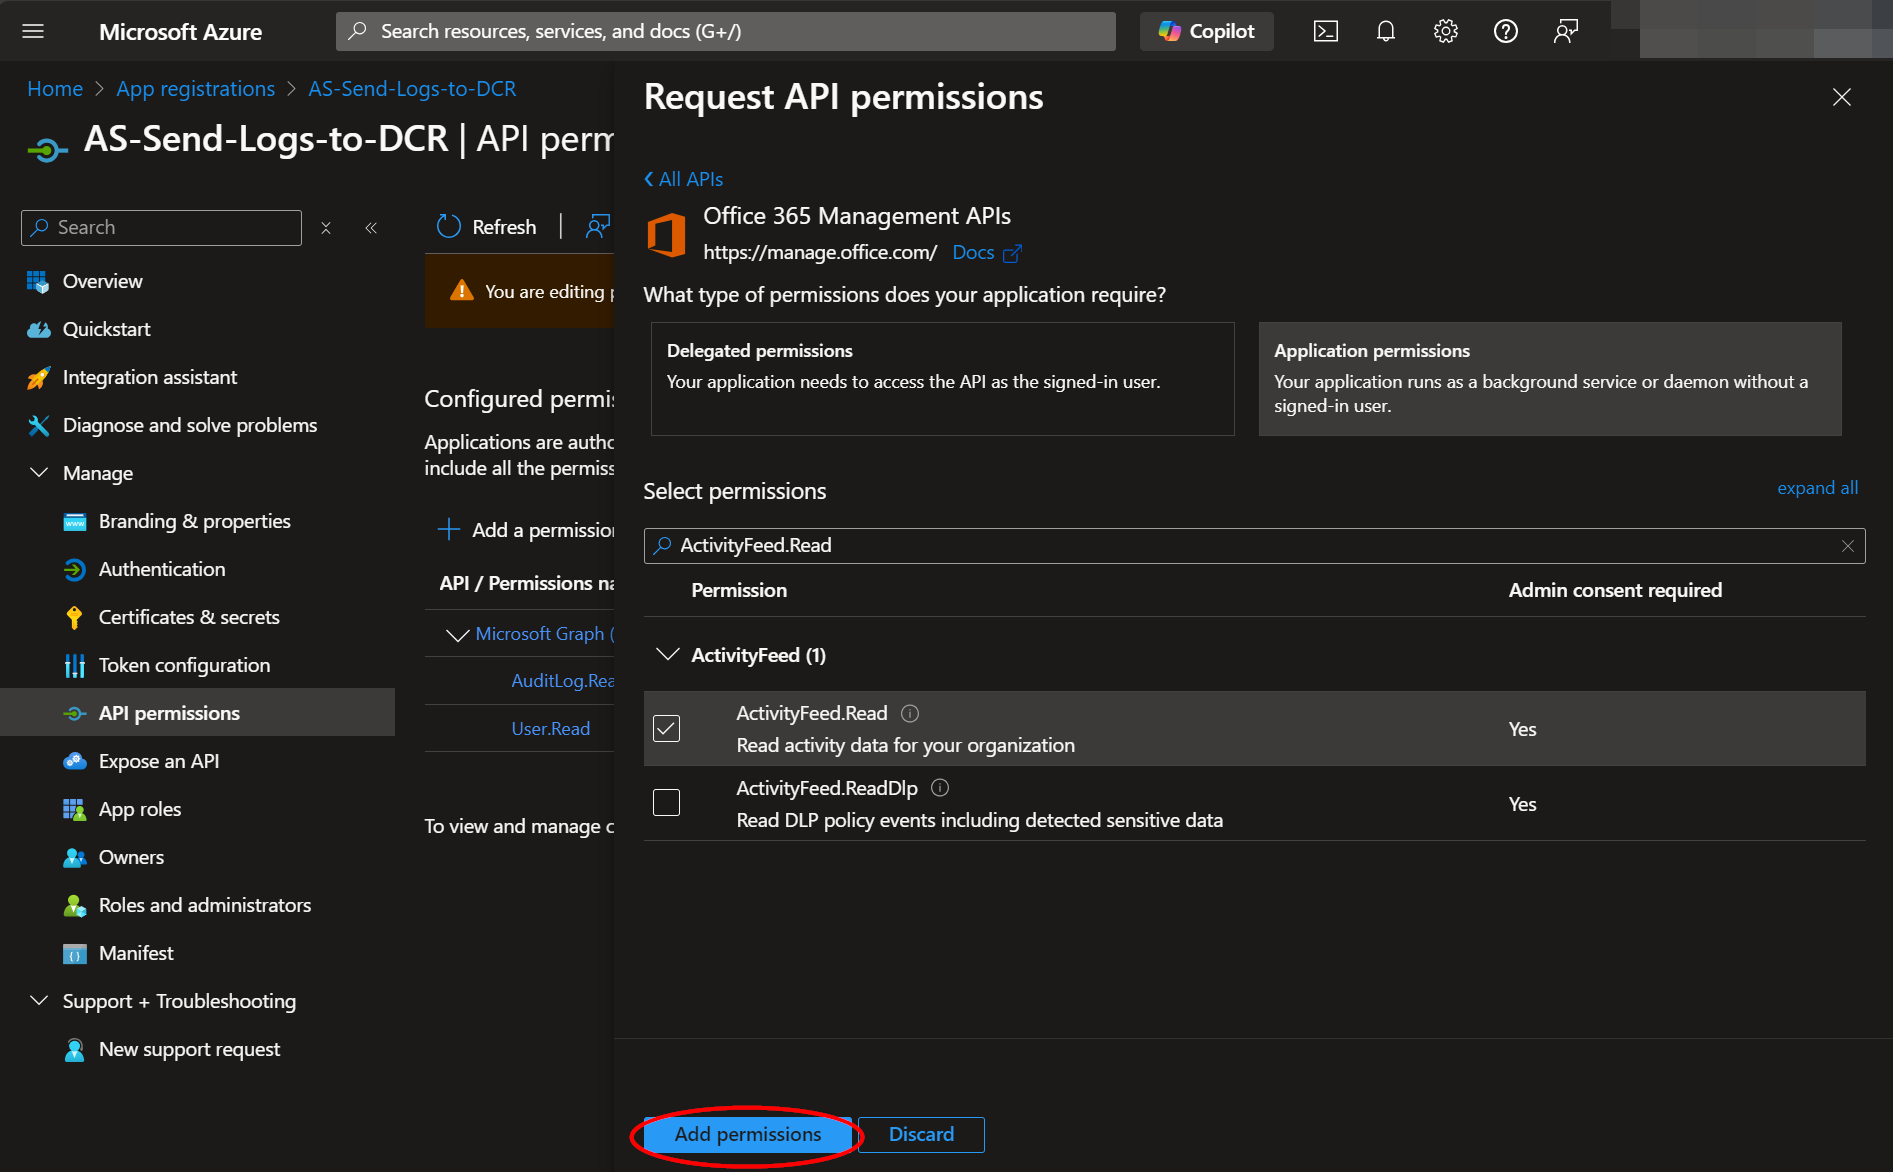 Microsoft Azure
Search resources, services, and docs (G+/)
Copilot
Home > App registrations > AS-Send-Logs-to-DCR
AS-Send-Logs-to-DCR | API perm
Search
Overview
Quickstart
Integration assistant
Diagnose and solve problems
Manage
Branding & properties
Authentication
Certificates & secrets
Token configuration
API permissions
Expose an API
App roles
Owners
Roles and administrators
Manifest
Support + Troubleshooting
New support request
Refresh
You are editing p
Configured permis
Applications are autho
include all the permiss
Add a permission
API / Permissions na
Microsoft Graph (
AuditLog.Rea
User.Read
To view and manage c
Request API permissions
All APIs
Office 365 Management APIs
https://manage.office.com/ Docs
What type of permissions does your application require?
Delegated permissions
Your application needs to access the API as the signed-in user.
Application permissions
Your application runs as a background service or daemon without a
signed-in user.
Select permissions
expand all
ActivityFeed.Read
Permission
Admin consent required
ActivityFeed (1)
ActivityFeed.Read
Read activity data for your organization
Yes
ActivityFeed.ReadDlp
Read DLP policy events including detected sensitive data
Yes
Add permissions
Discard